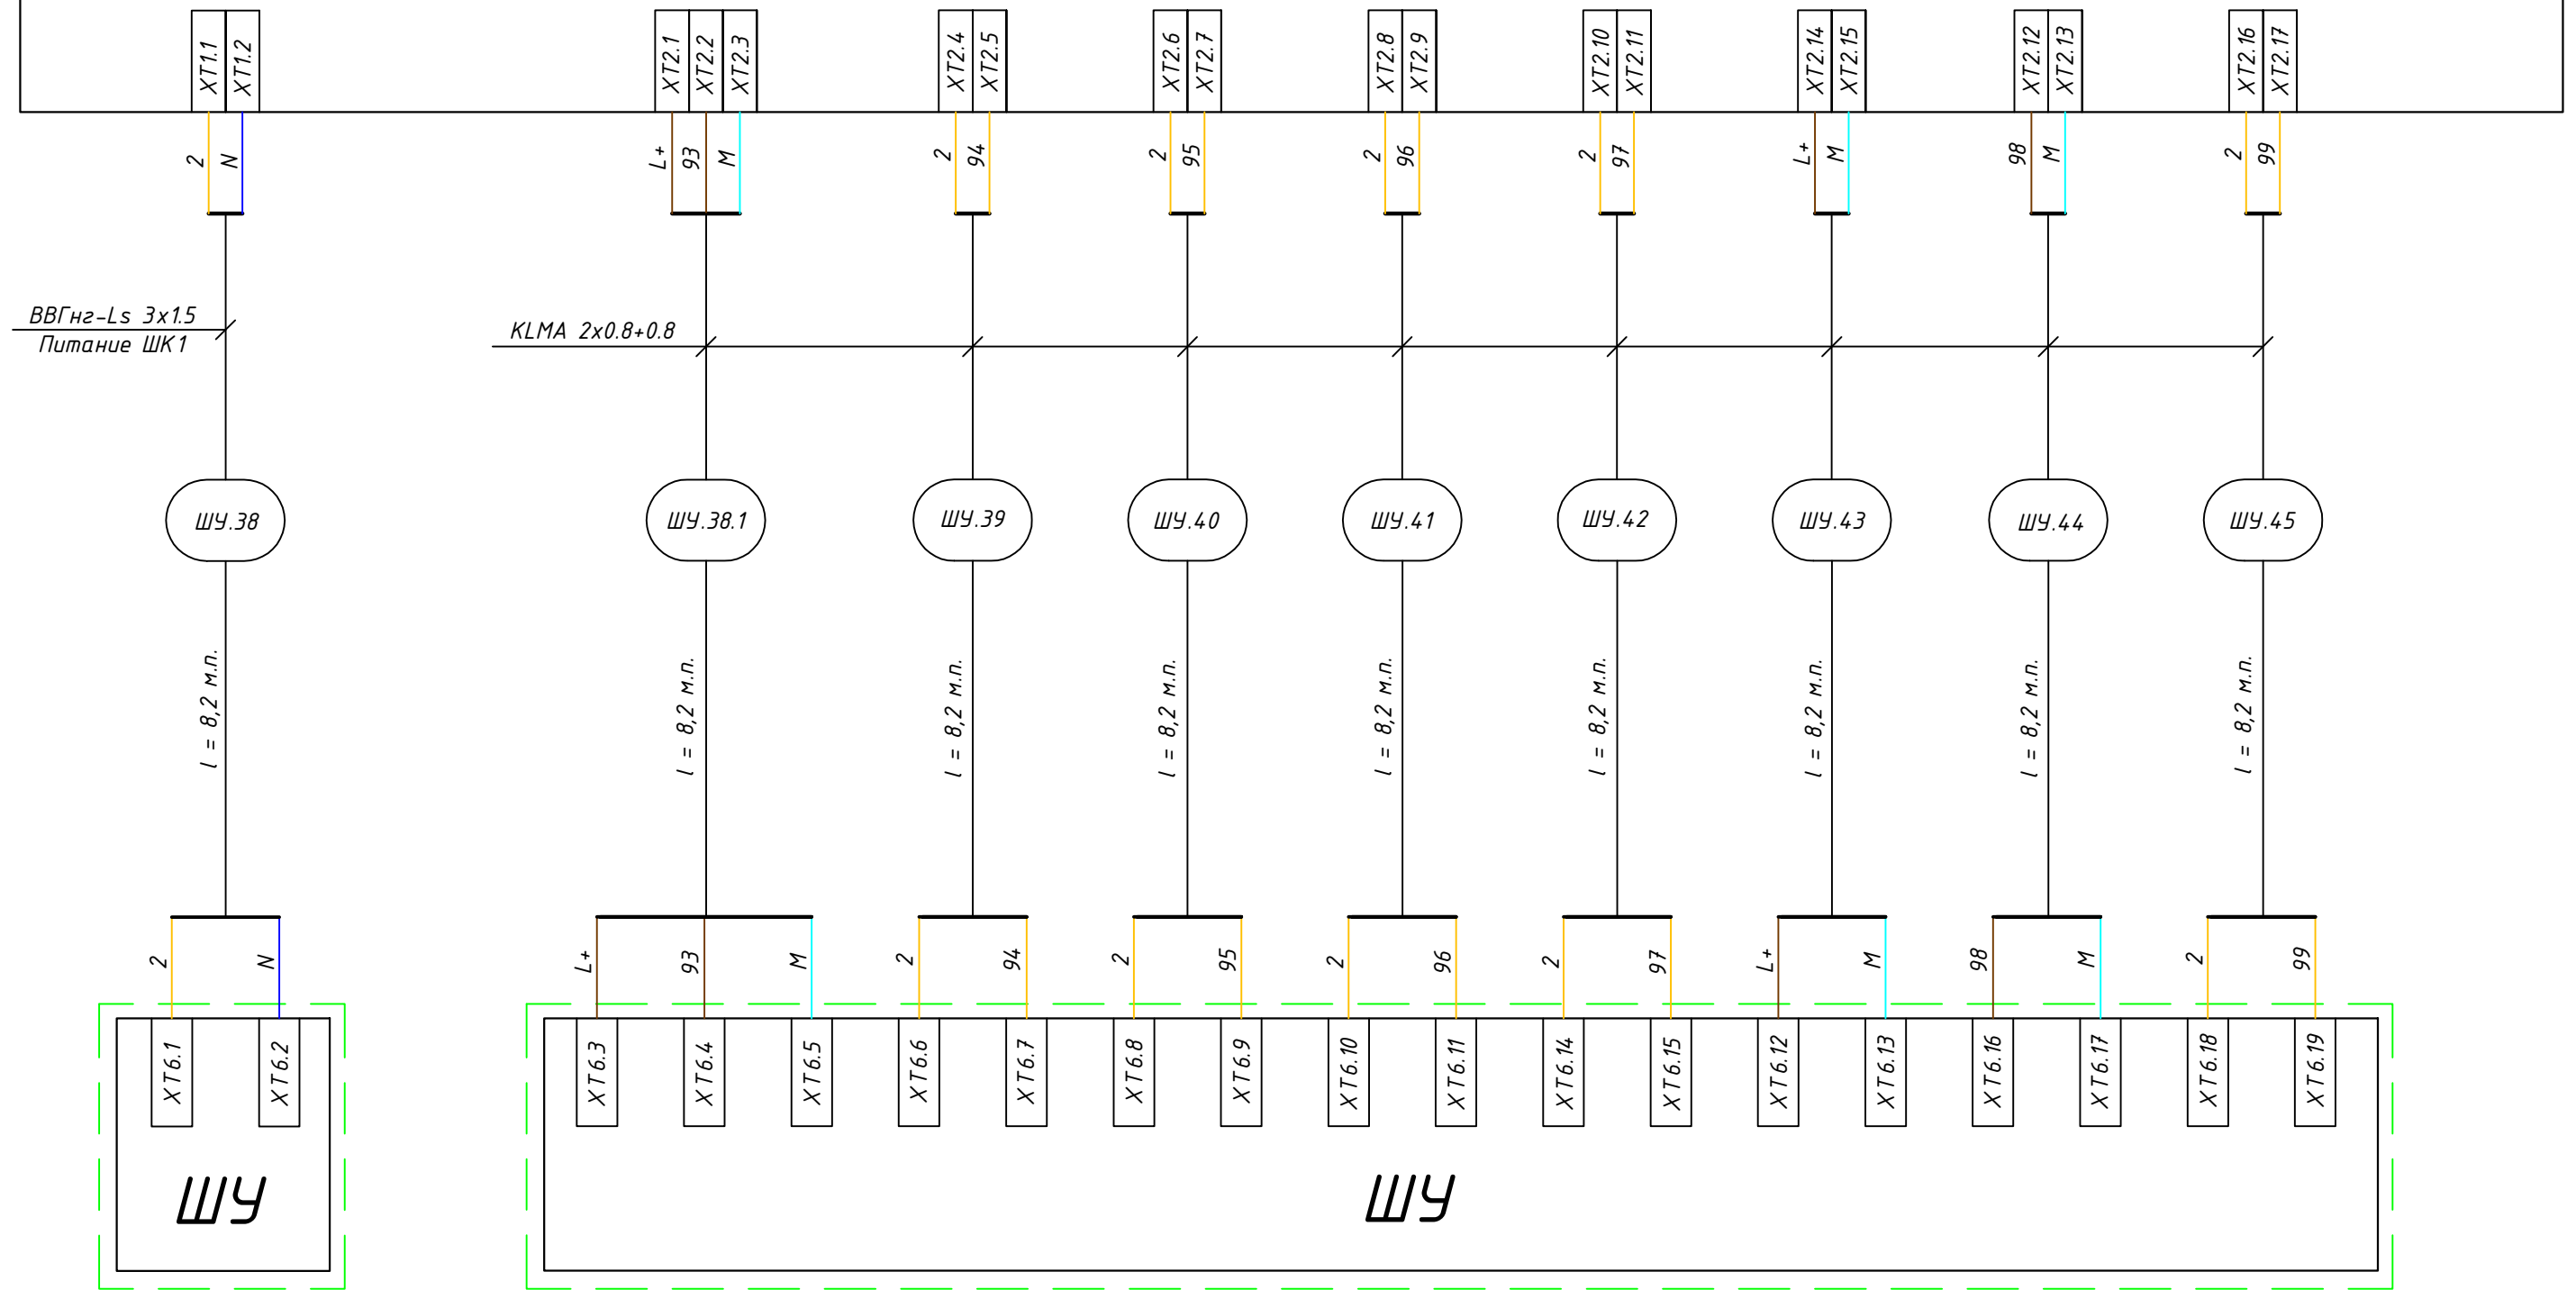 XT1.1 XT1.2 XT2.1 XT2.2 XT2.3 XT2.4 XT2.5 XT2.6 XT2.7 XT2.8 XT2.9 XT2.10 XT2.11 XT2.14 XT2.15 XT2.12 XT2.13 XT2.16 XT2.17
2 N L+ 93 M 2 94 2 95 2 96 2 97 L+ M 98 M 2 99
ВВГнг-Ls 3x1.5
Питание ШК1
KLMA 2x0.8+0.8
ШУ.38 ШУ.38.1 ШУ.39 ШУ.40 ШУ.41 ШУ.42 ШУ.43 ШУ.44 ШУ.45
l = 8,2 м.п. l = 8,2 м.п. l = 8,2 м.п. l = 8,2 м.п. l = 8,2 м.п. l = 8,2 м.п. l = 8,2 м.п. l = 8,2 м.п. l = 8,2 м.п.
2 N L+ 93 M 2 94 2 95 2 96 2 97 L+ M 98 M 2 99
XT6.1 XT6.2 XT6.3 XT6.4 XT6.5 XT6.6 XT6.7 XT6.8 XT6.9 XT6.10 XT6.11 XT6.14 XT6.15 XT6.12 XT6.13 XT6.16 XT6.17 XT6.18 XT6.19
ШУ ШУ